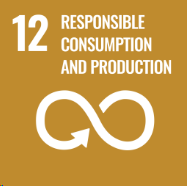 12 RESPONSIBLE
CONSUMPTION
AND PRODUCTION